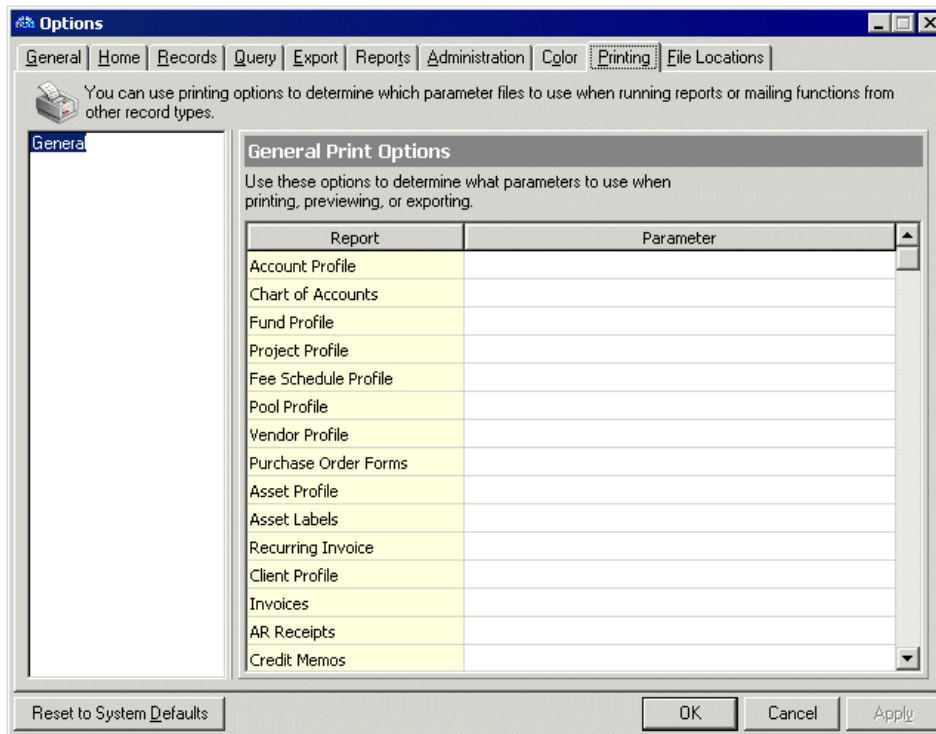 Options
General Home Records Query Export Reports Administration Color Printing File Locations
You can use printing options to determine which parameter files to use when running reports or mailing functions from
other record types.
General
General Print Options
Use these options to determine what parameters to use when
printing, previewing, or exporting.
Report Parameter
Account Profile
Chart of Accounts
Fund Profile
Project Profile
Fee Schedule Profile
Pool Profile
Vendor Profile
Purchase Order Forms
Asset Profile
Asset Labels
Recurring Invoice
Client Profile
Invoices
AR Receipts
Credit Memos
Reset to System Defaults OK Cancel Apply